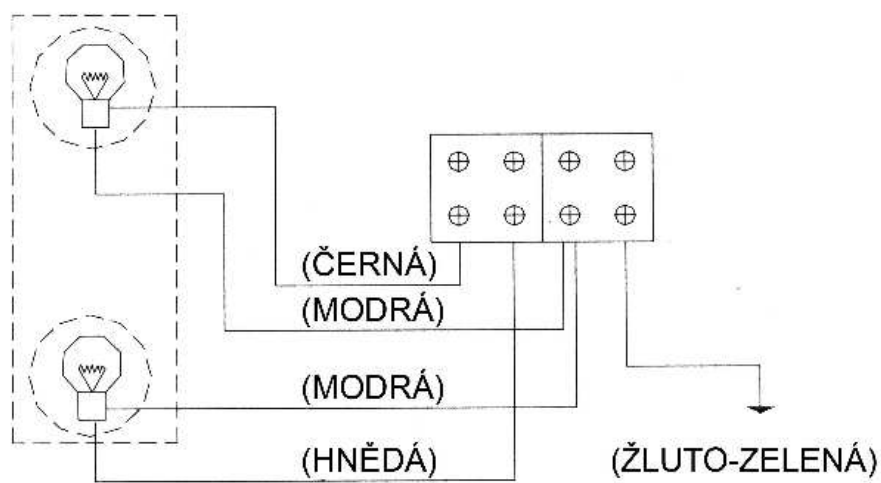 (ČERNÁ)
(MODRÁ)
(MODRÁ)
(HNĚDÁ)
(ŽLUTO-ZELENÁ)